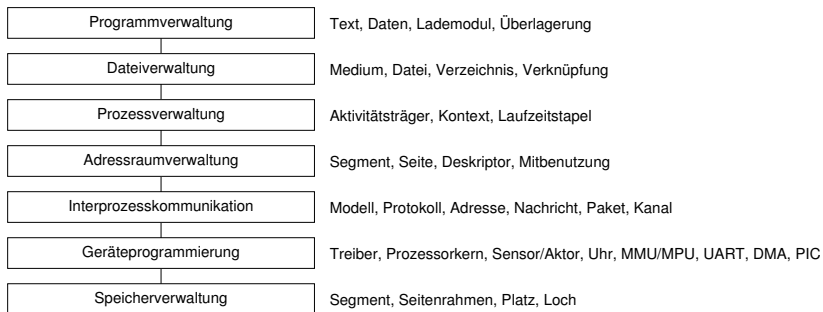 Programmverwaltung Text, Daten, Lademodul, Überlagerung
Dateiverwaltung Medium, Datei, Verzeichnis, Verknüpfung
Prozessverwaltung Aktivitätsträger, Kontext, Laufzeitstapel
Adressraumverwaltung Segment, Seite, Deskriptor, Mitbenutzung
Interprozesskommunikation Modell, Protokoll, Adresse, Nachricht, Paket, Kanal
Geräteprogrammierung Treiber, Prozessorkern, Sensor/Aktor, Uhr, MMU/MPU, UART, DMA, PIC
Speicherverwaltung Segment, Seitenrahmen, Platz, Loch